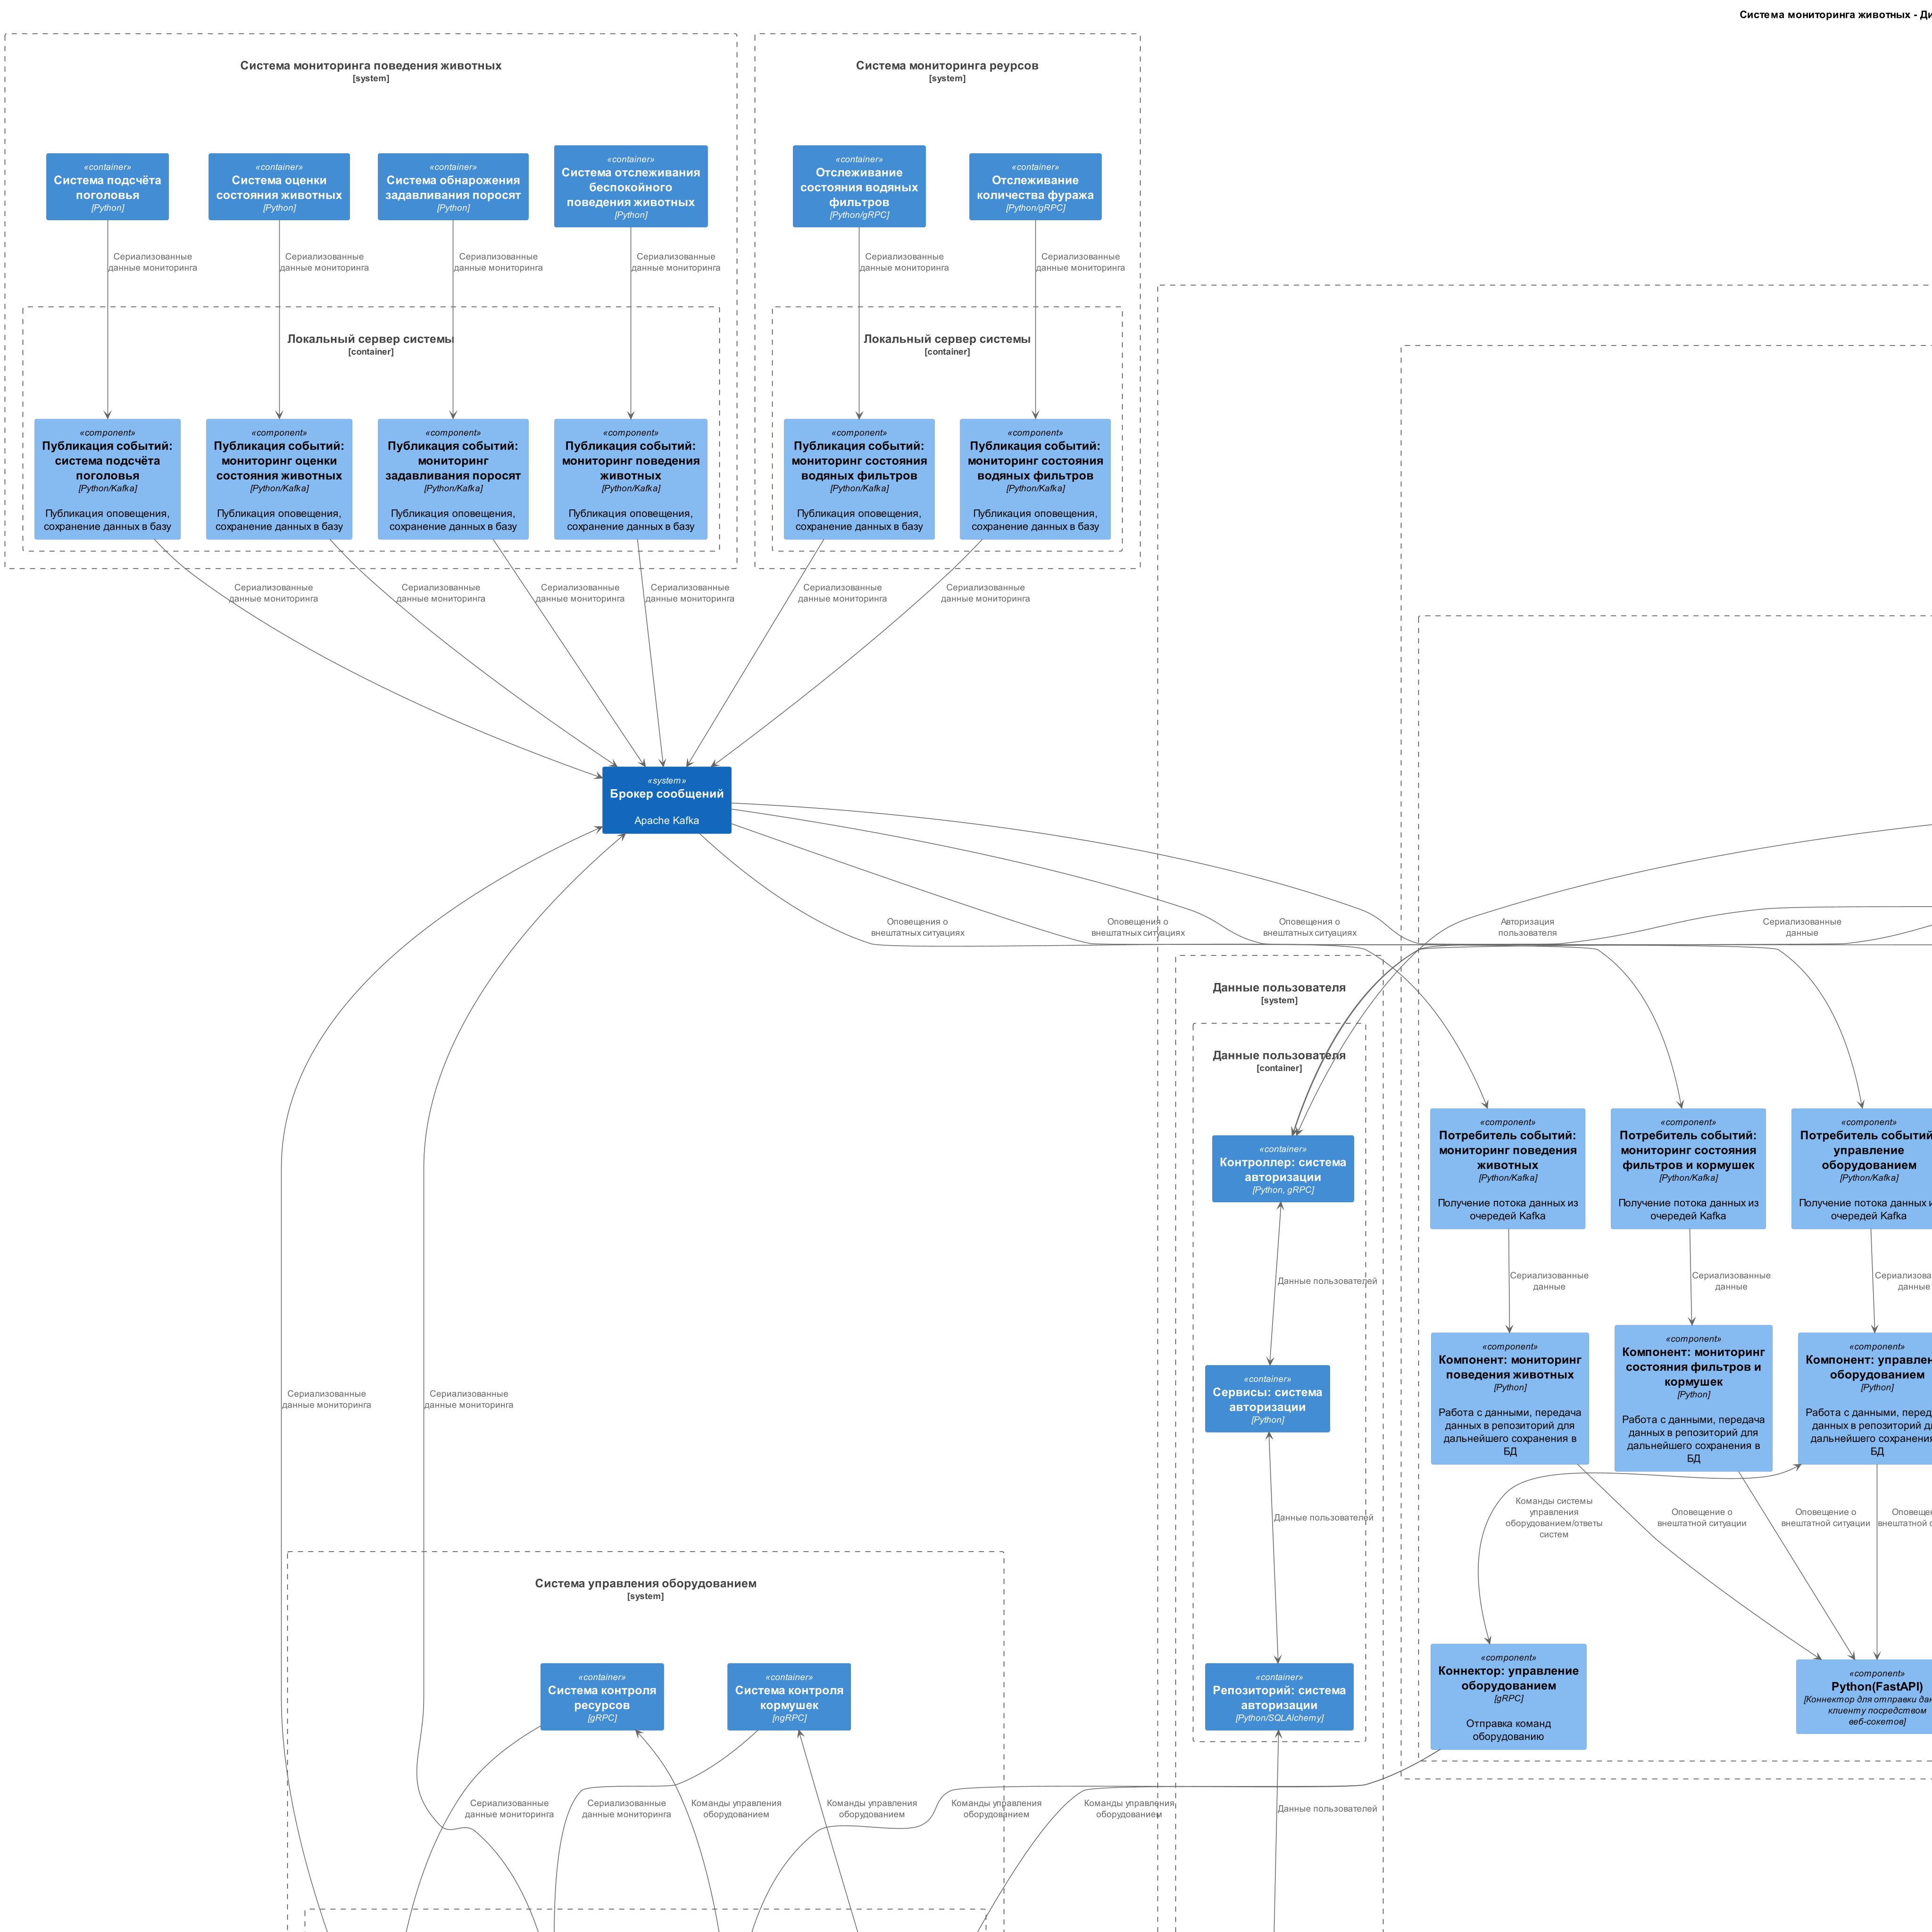 Система мониторинга животных - Ди
Система мониторинга поведения животных
[system]
«container»
Система подсчёта
поголовья
[Python]
«container»
Система оценки
состояния животных
[Python]
«container»
Система обнарожения
задавливания поросят
[Python]
«container»
Система отслеживания
беспокойного
поведения животных
[Python]
Сериализованные
данные мониторинга
Сериализованные
данные мониторинга
Сериализованные
данные мониторинга
Сериализованные
данные мониторинга
Локальный сервер системы
[container]
«component»
Публикация событий:
система подсчёта
поголовья
[Python/Kafka]
Публикация оповещения,
сохранение данных в базу
«component»
Публикация событий:
мониторинг оценки
состояния животных
[Python/Kafka]
Публикация оповещения,
сохранение данных в базу
«component»
Публикация событий:
мониторинг
задавливания поросят
[Python/Kafka]
Публикация оповещения,
сохранение данных в базу
«component»
Публикация событий:
мониторинг поведения
животных
[Python/Kafka]
Публикация оповещения,
сохранение данных в базу
Система мониторинга реурсов
[system]
«container»
Отслеживание
состояния водяных
фильтров
[Python/gRPC]
«container»
Отслеживание
количества фуража
[Python/gRPC]
Сериализованные
данные мониторинга
Сериализованные
данные мониторинга
Локальный сервер системы
[container]
«component»
Публикация событий:
мониторинг состояния
водяных фильтров
[Python/Kafka]
Публикация оповещения,
сохранение данных в базу
«component»
Публикация событий:
мониторинг состояния
водяных фильтров
[Python/Kafka]
Публикация оповещения,
сохранение данных в базу
Сериализованные
данные мониторинга
Сериализованные
данные мониторинга
Сериализованные
данные мониторинга
Сериализованные
данные мониторинга
Сериализованные
данные мониторинга
Сериализованные
данные мониторинга
«system»
Брокер сообщений
Apache Kafka
Оповещения о
внештатных ситуациях
Оповещения о
внештатных ситуациях
Оповещения о
внештатных ситуациях
Авторизация
пользователя
Сериализованные
данные
Данные пользователя
[system]
Данные пользователя
[container]
«container»
Контроллер: система
авторизации
[Python, gRPC]
Данные пользователей
«container»
Сервисы: система
авторизации
[Python]
Данные пользователей
«container»
Репозиторий: система
авторизации
[Python/SQLAlchemy]
Данные пользователей
«component»
Потребитель событий:
мониторинг поведения
животных
[Python/Kafka]
Получение потока данных из
очередей Kafka
«component»
Потребитель событий:
мониторинг состояния
фильтров и кормушек
[Python/Kafka]
Получение потока данных из
очередей Kafka
«component»
Потребитель событий
управление
оборудованием
[Python/Kafka]
Получение потока данных и
очередей Kafka
Сериализованные
данные
Сериализованные
данные
Сериализова
данные
«component»
Компонент: мониторинг
поведения животных
[Python]
Работа с данными, передача
данных в репозиторий для
дальнейшего сохранения в
БД
«component»
Компонент: мониторинг
состояния фильтров и
кормушек
[Python]
Работа с данными, передача
данных в репозиторий для
дальнейшего сохранения в
БД
«component»
Компонент: управлен
оборудованием
[Python]
Работа с данными, перед
данных в репозиторий д
дальнейшего сохранения
БД
Команды системы
управления
оборудованием/ответы
систем
Оповещение о
внештатной ситуации
Оповещение о
внештатной ситуации
Оповеще
внештатной с
«component»
Коннектор: управление
оборудованием
[gRPC]
Отправка команд
оборудованию
«component»
Python(FastAPI)
[Коннектор для отправки дан
клиенту посредством
веб-сокетов]
Сериализованные
данные мониторинга
Сериализованные
данные мониторинга
Система управления оборудованием
[system]
«container»
Система контроля
ресурсов
[gRPC]
«container»
Система контроля
кормушек
[ngRPC]
Сериализованные
данные мониторинга
Сериализованные
данные мониторинга
Команды управления
оборудованием
Команды управления
оборудованием
Команды управления
оборудованием
Команды управления
оборудованием